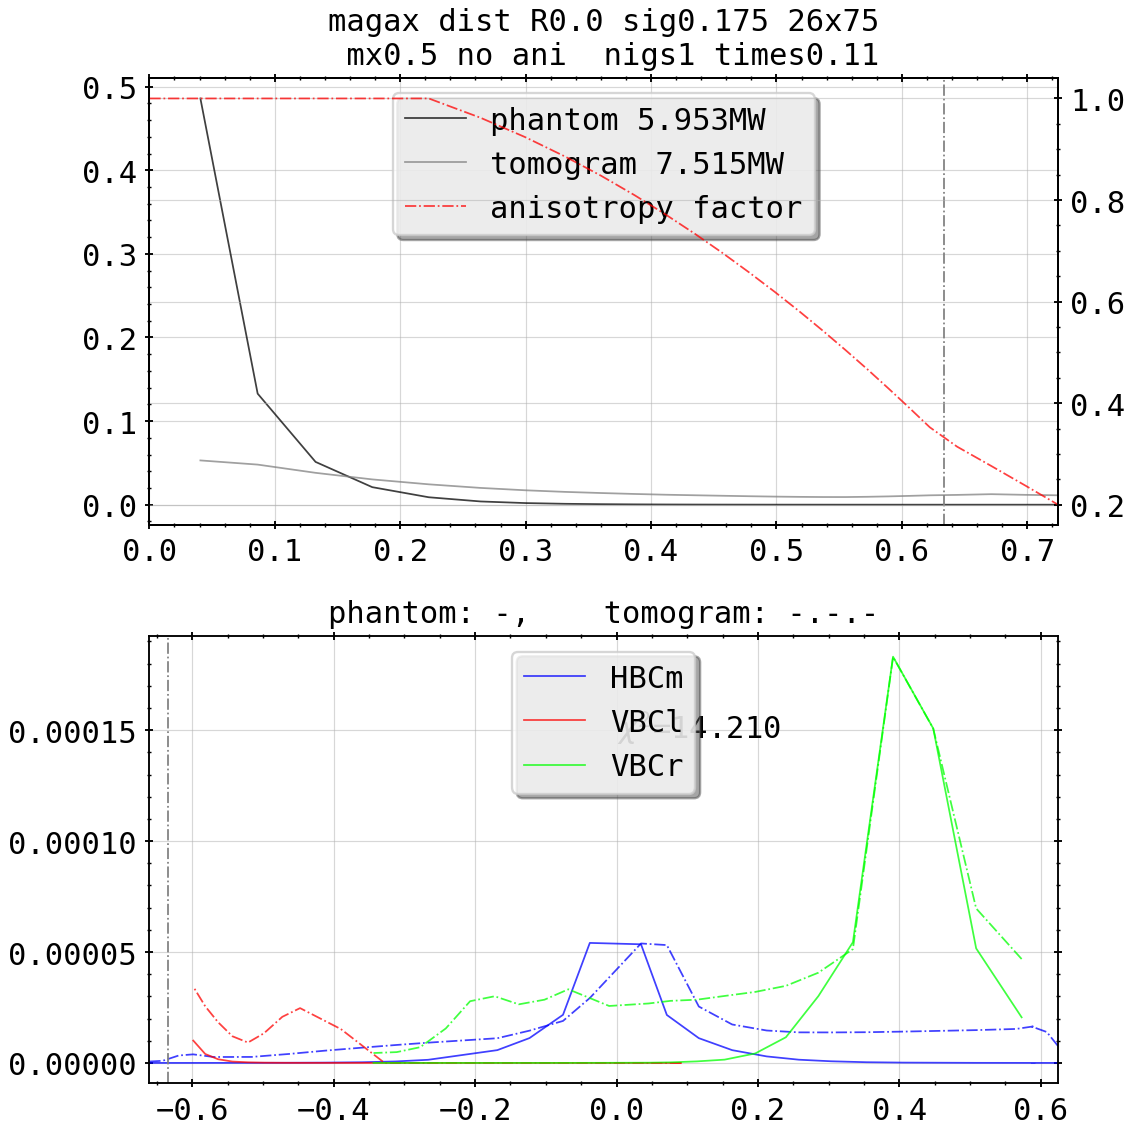 magax dist R0.0 sig0.175 26x75
mx0.5 no ani  nigs1 times0.11
0.5
0.4
0.3
0.2
0.1
0.0
1.0
0.8
0.6
0.4
0.2
phantom 5.953MW
tomogram 7.515MW
anisotropy factor
0.0 0.1 0.2 0.3 0.4 0.5 0.6 0.7
phantom: -,    tomogram: -.-.-
0.00015
0.00010
0.00005
0.00000
HBCm
VBCl
VBCr
14.210
−0.6 −0.4 −0.2 0.0 0.2 0.4 0.6